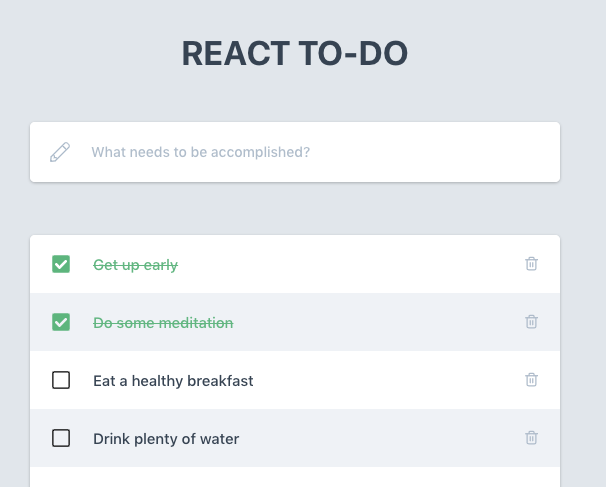 REACT TO-DO
What needs to be accomplished?
Get up early
Do some meditation
Eat a healthy breakfast
Drink plenty of water